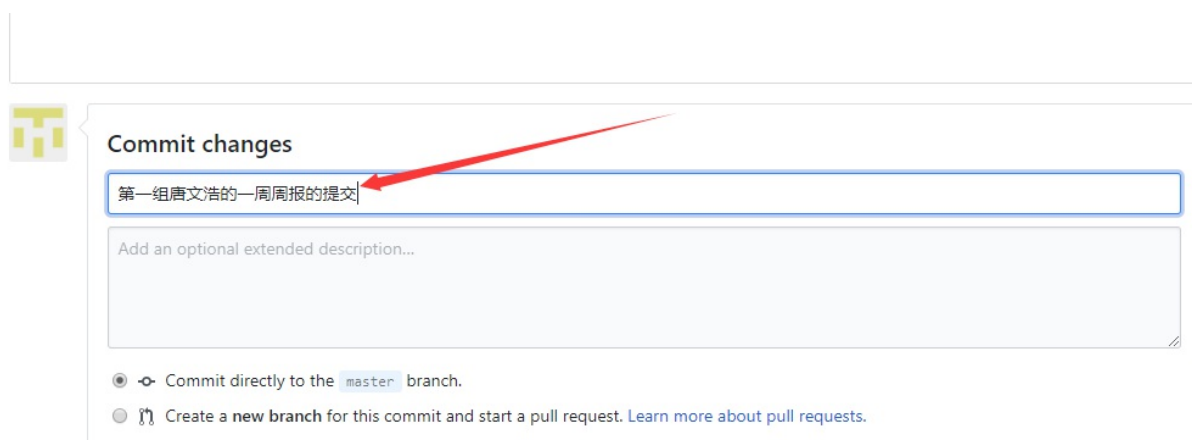 Commit changes
第一组唐文浩的一周周报的提交
Add an optional extended description...
Commit directly to the master branch.
Create a new branch for this commit and start a pull request. Learn more about pull requests.